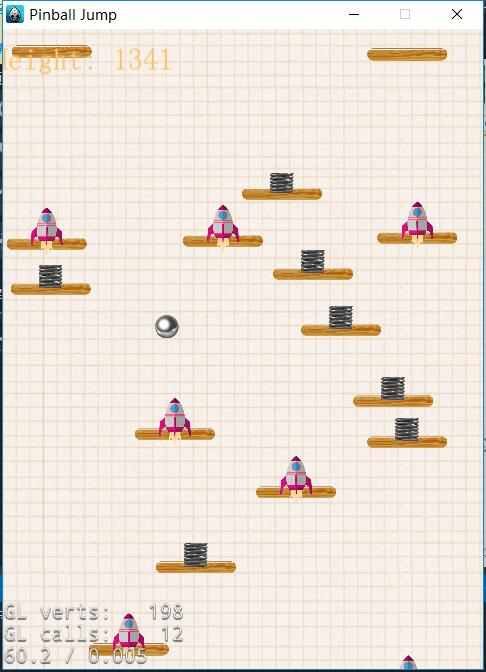 Pinball Jump
eight: 1341
GL verts: 198
GL calls: 12
60.2 / 0.005